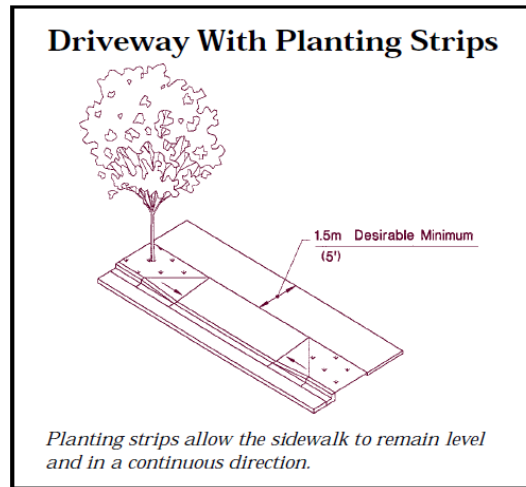 Driveway With Planting Strips
1.5m Desirable Minimum
(5')
Planting strips allow the sidewalk to remain level
and in a continuous direction.